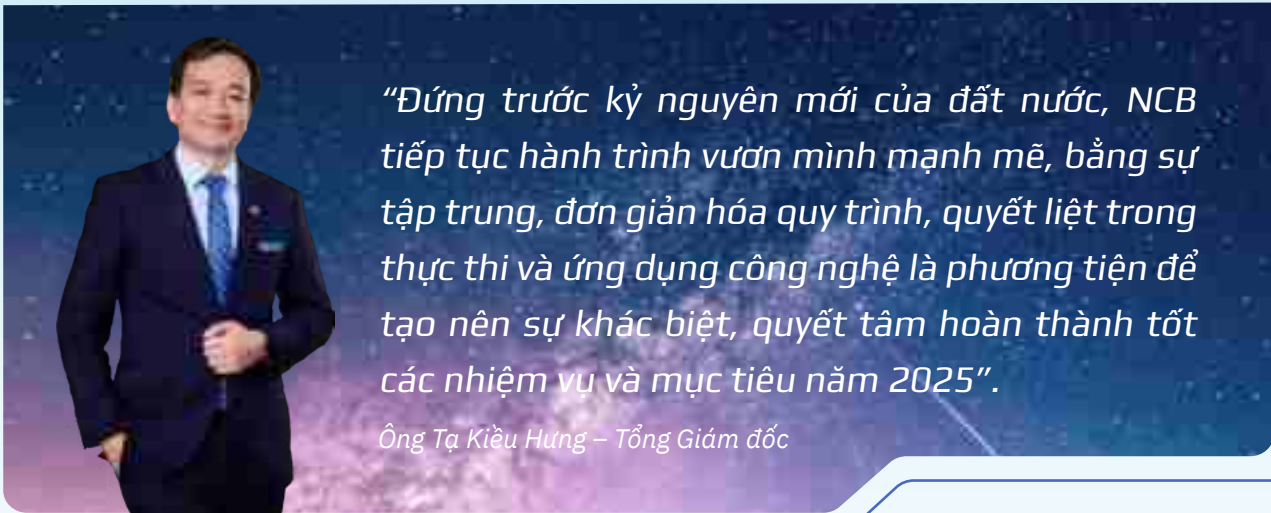 “Đứng trước kỷ nguyên mới của đất nước, NCB
tiếp tục hành trình vươn mình mạnh mẽ, bằng sự
tập trung, đơn giản hóa quy trình, quyết liệt trong
thực thi và ứng dụng công nghệ là phương tiện để
tạo nên sự khác biệt, quyết tâm hoàn thành tốt
các nhiệm vụ và mục tiêu năm 2025”.
Ông Tạ Kiều Hưng – Tổng Giám đốc